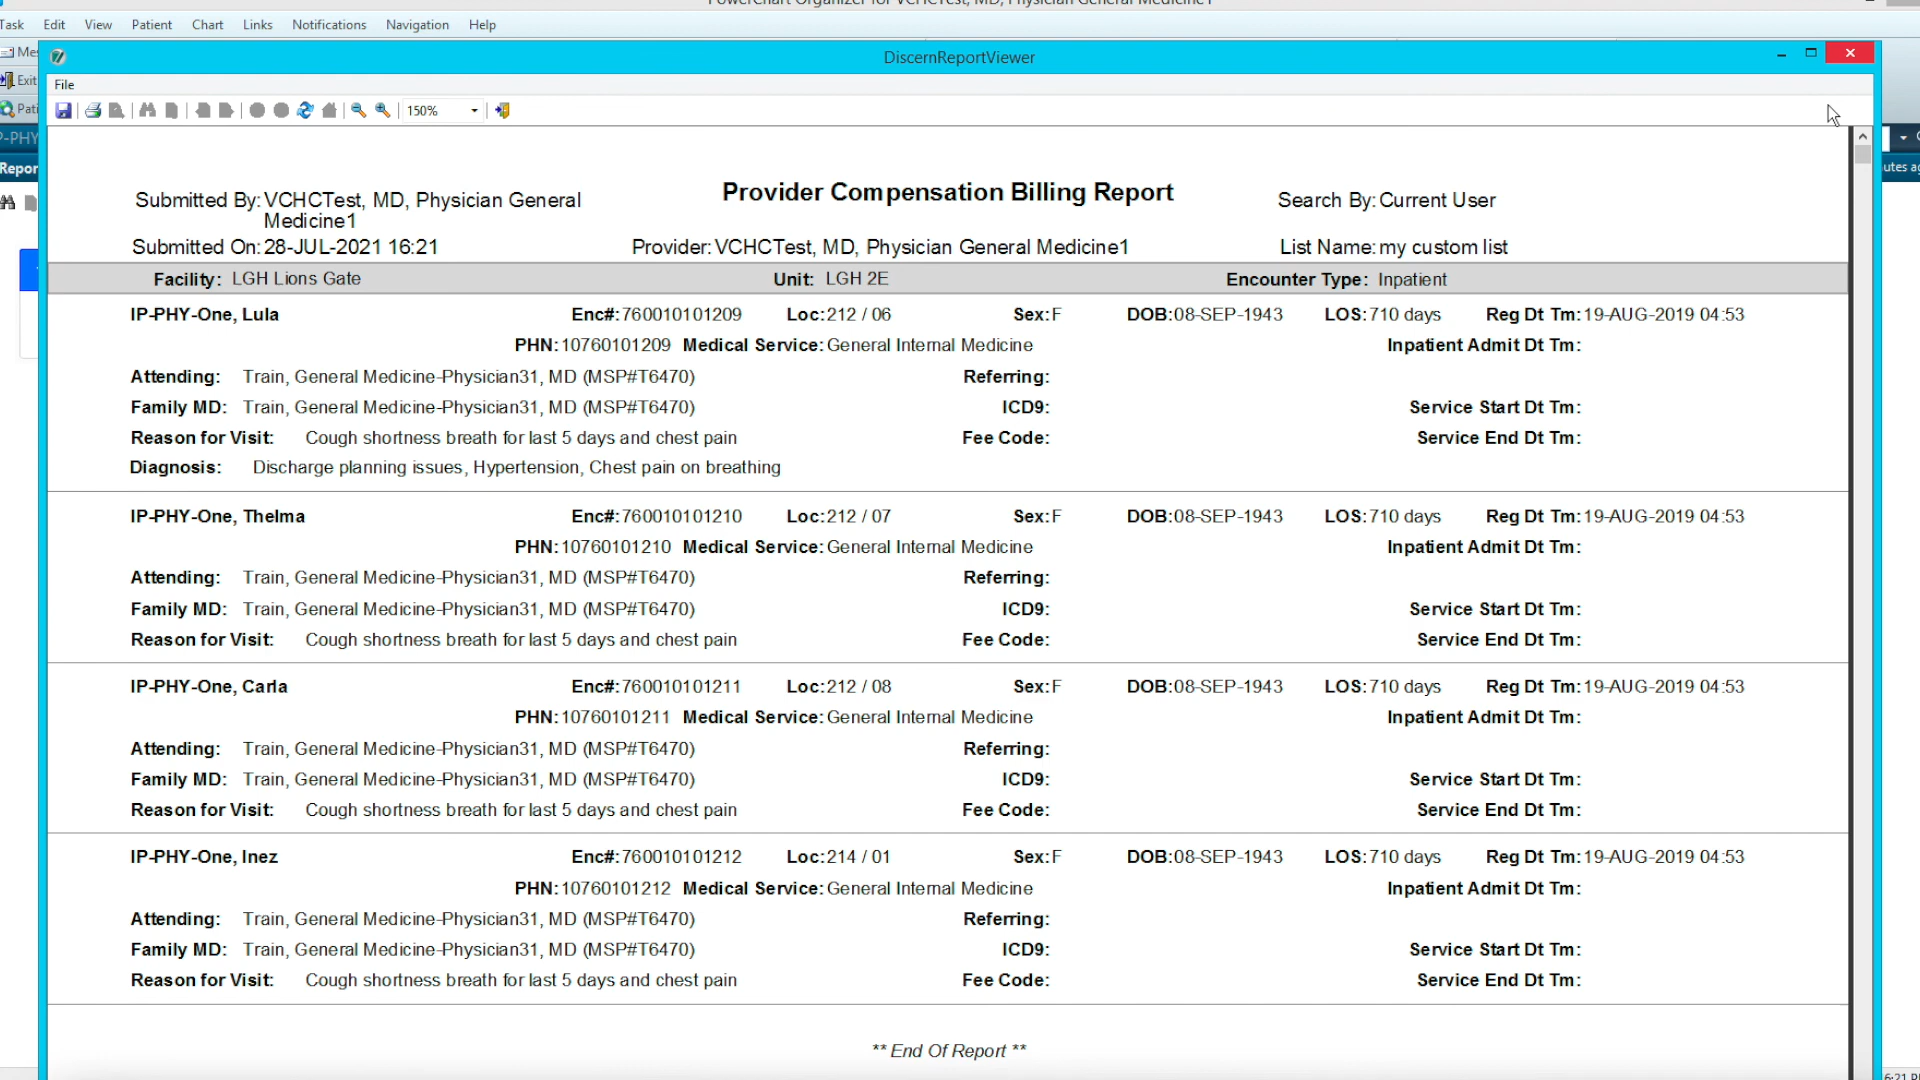 PowerChart Organizer for VCHCTest, MD, Physician General Medicine1
Task Edit View Patient Chart Links Notifications Navigation Help
DiscernReportViewer
Exit
File
150%
Repor
utes ag
Provider Compensation Billing Report
Submitted By: VCHCTest, MD, Physician General
Medicine1
Search By: Current User
Submitted On: 28-JUL-2021 16:21 Provider: VCHCTest, MD, Physician General Medicine1 List Name: my custom list
Facility: LGH Lions Gate Unit: LGH 2E Encounter Type: Inpatient
IP-PHY-One, Lula Enc#:760010101209 Loc:212 / 06 Sex:F DOB:08-SEP-1943 LOS:710 days Reg Dt Tm:19-AUG-2019 04:53
PHN:10760101209 Medical Service:General Internal Medicine Inpatient Admit Dt Tm:
Attending: Train, General Medicine-Physician31, MD (MSP#T6470) Referring:
Family MD: Train, General Medicine-Physician31, MD (MSP#T6470) ICD9: Service Start Dt Tm:
Reason for Visit: Cough shortness breath for last 5 days and chest pain Fee Code: Service End Dt Tm:
Diagnosis: Discharge planning issues, Hypertension, Chest pain on breathing
IP-PHY-One, Thelma Enc#:760010101210 Loc:212 / 07 Sex:F DOB:08-SEP-1943 LOS:710 days Reg Dt Tm:19-AUG-2019 04:53
PHN:10760101210 Medical Service:General Internal Medicine Inpatient Admit Dt Tm:
Attending: Train, General Medicine-Physician31, MD (MSP#T6470) Referring:
Family MD: Train, General Medicine-Physician31, MD (MSP#T6470) ICD9: Service Start Dt Tm:
Reason for Visit: Cough shortness breath for last 5 days and chest pain Fee Code: Service End Dt Tm:
IP-PHY-One, Carla Enc#:760010101211 Loc:212 / 08 Sex:F DOB:08-SEP-1943 LOS:710 days Reg Dt Tm:19-AUG-2019 04:53
PHN:10760101211 Medical Service:General Internal Medicine Inpatient Admit Dt Tm:
Attending: Train, General Medicine-Physician31, MD (MSP#T6470) Referring:
Family MD: Train, General Medicine-Physician31, MD (MSP#T6470) ICD9: Service Start Dt Tm:
Reason for Visit: Cough shortness breath for last 5 days and chest pain Fee Code: Service End Dt Tm:
IP-PHY-One, Inez Enc#:760010101212 Loc:214 / 01 Sex:F DOB:08-SEP-1943 LOS:710 days Reg Dt Tm:19-AUG-2019 04:53
PHN:10760101212 Medical Service:General Internal Medicine Inpatient Admit Dt Tm:
Attending: Train, General Medicine-Physician31, MD (MSP#T6470) Referring:
Family MD: Train, General Medicine-Physician31, MD (MSP#T6470) ICD9: Service Start Dt Tm:
Reason for Visit: Cough shortness breath for last 5 days and chest pain Fee Code: Service End Dt Tm:
** End Of Report **